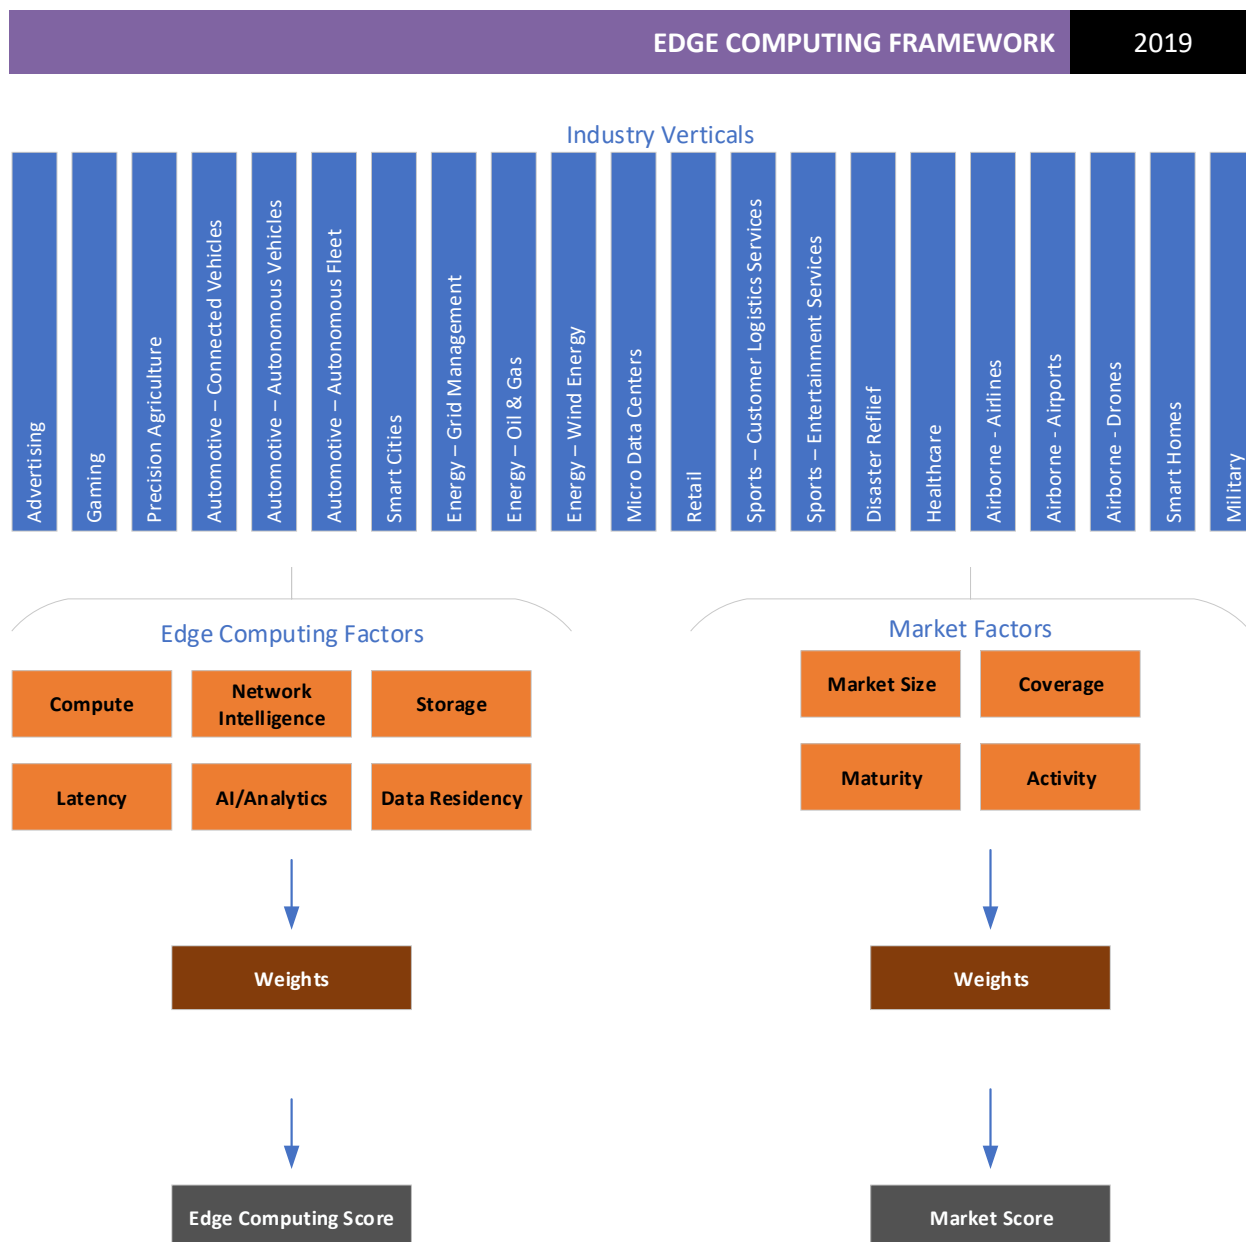 EDGE COMPUTING FRAMEWORK 2019
Industry Verticals
Advertising
Gaming
Precision Agriculture
Automotive – Connected Vehicles
Automotive – Autonomous Vehicles
Automotive – Autonomous Fleet
Smart Cities
Energy – Grid Management
Energy – Oil & Gas
Energy – Wind Energy
Micro Data Centers
Retail
Sports – Customer Logistics Services
Sports – Entertainment Services
Disaster Reflief
Healthcare
Airborne - Airlines
Airborne - Airports
Airborne - Drones
Smart Homes
Military
Edge Computing Factors
Compute
Network
Intelligence
Storage
Latency
AI/Analytics
Data Residency
Weights
Edge Computing Score
Market Factors
Market Size
Coverage
Maturity
Activity
Weights
Market Score